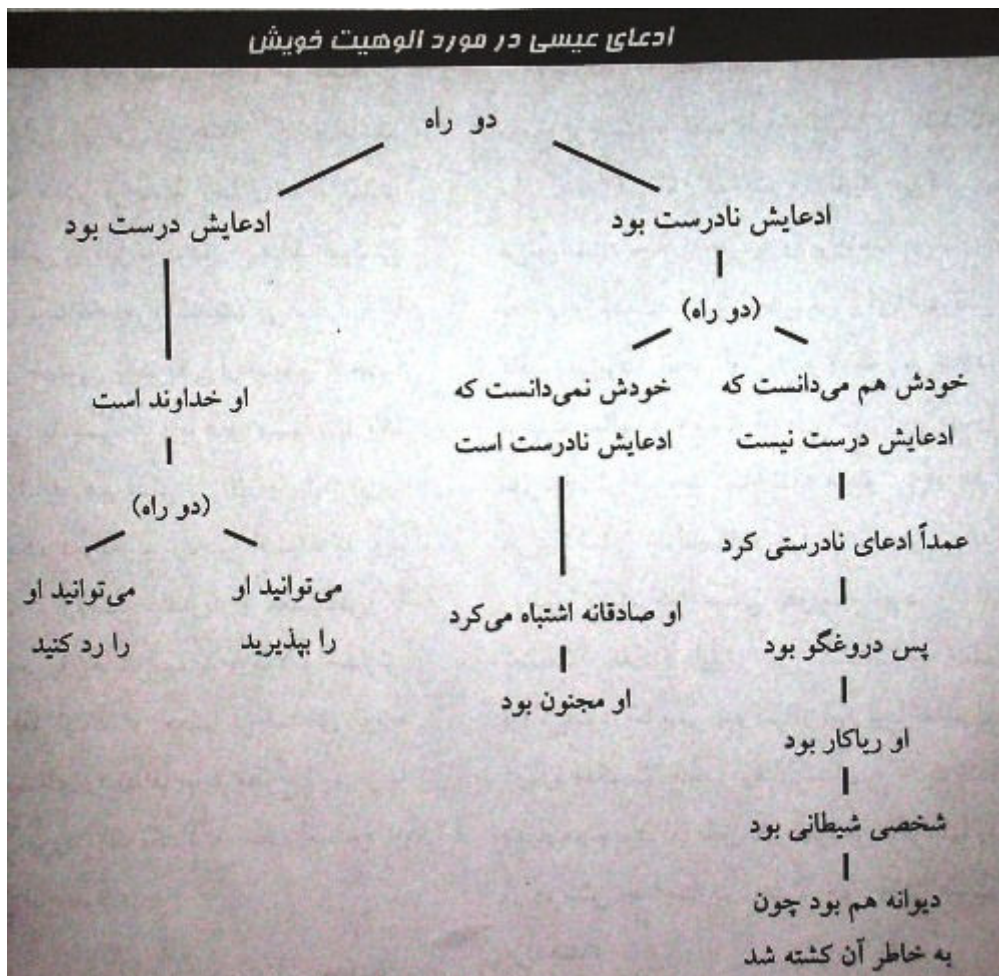 ادعای عیسی در مورد الوهیت خویش
دو راه
ادعایش نادرست بود
ادعایش درست بود
(دو راه)
خودش هم می‌دانست که
ادعایش درست نیست
خودش نمی‌دانست که
ادعایش نادرست است
او خداوند است
(دو راه)
عمداً ادعای نادرستی کرد
پس دروغگو بود
او ریاکار بود
شخصی شیطانی بود
دیوانه هم بود چون
به خاطر آن کشته شد
او صادقانه اشتباه می‌کرد
او مجنون بود
می‌توانید او
را بپذیرید
می‌توانید او
را رد کنید